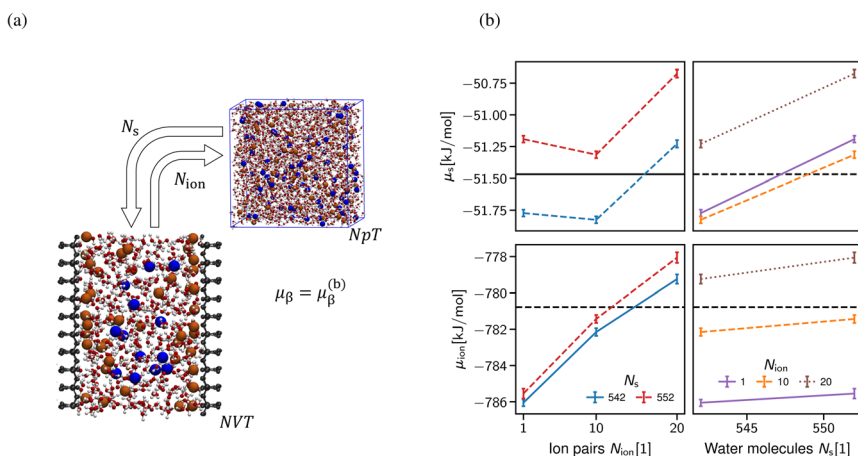 (a)
N_s
N_ion
NpT
μ_β = μ_β^(b)
NVT
(b)
μ_s[kJ/mol]
−50.75
−51.00
−51.25
−51.50
−51.75
μ_ion[kJ/mol]
−778
−780
−782
−784
−786
N_s
542 552
1 10 20
Ion pairs N_ion[1]
N_ion
1 10 20
545 550
Water molecules N_s[1]